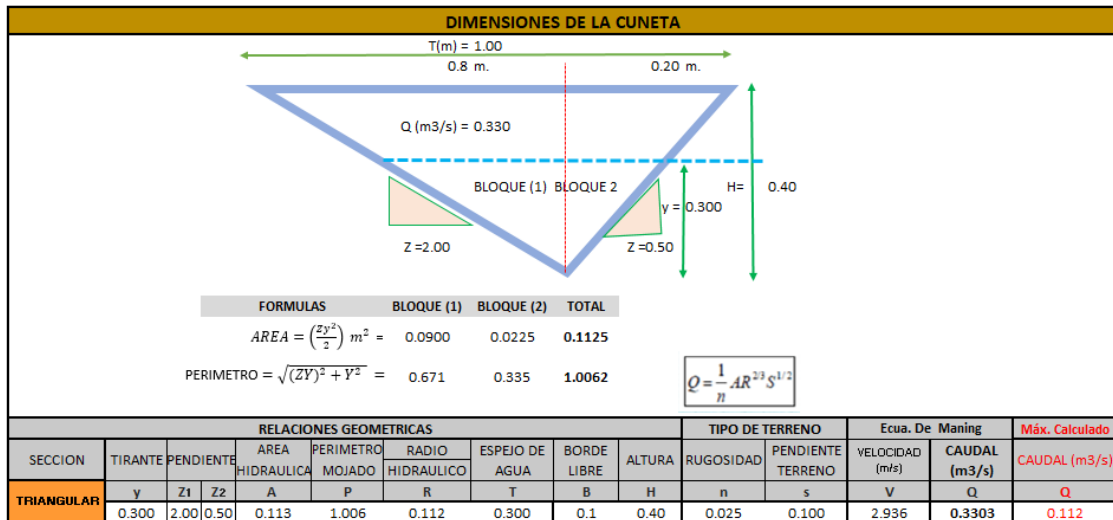 DIMENSIONES DE LA CUNETA
T(m) = 1.00
0.8 m. 0.20 m.
Q (m3/s) = 0.330
BLOQUE (1) BLOQUE 2 H= 0.40
y = 0.300
Z =2.00 Z =0.50
FORMULAS BLOQUE (1) BLOQUE (2) TOTAL
AREA = (Zy²/2) m² = 0.0900 0.0225 0.1125
PERIMETRO = √((ZY)² + Y²) = 0.671 0.335 1.0062
Q = 1/n AR^2/3 S^1/2
RELACIONES GEOMETRICAS TIPO DE TERRENO Ecua. De Maning Máx. Calculado
SECCION TIRANTE PENDIENTE AREA HIDRAULICA PERIMETRO MOJADO RADIO HIDRAULICO ESPEJO DE AGUA BORDE LIBRE ALTURA RUGOSIDAD PENDIENTE TERRENO VELOCIDAD (m/s) CAUDAL (m3/s) CAUDAL (m3/s)
TRIANGULAR y Z1 Z2 A P R T B H n s V Q Q
0.300 2.00 0.50 0.113 1.006 0.112 0.300 0.1 0.40 0.025 0.100 2.936 0.3303 0.112